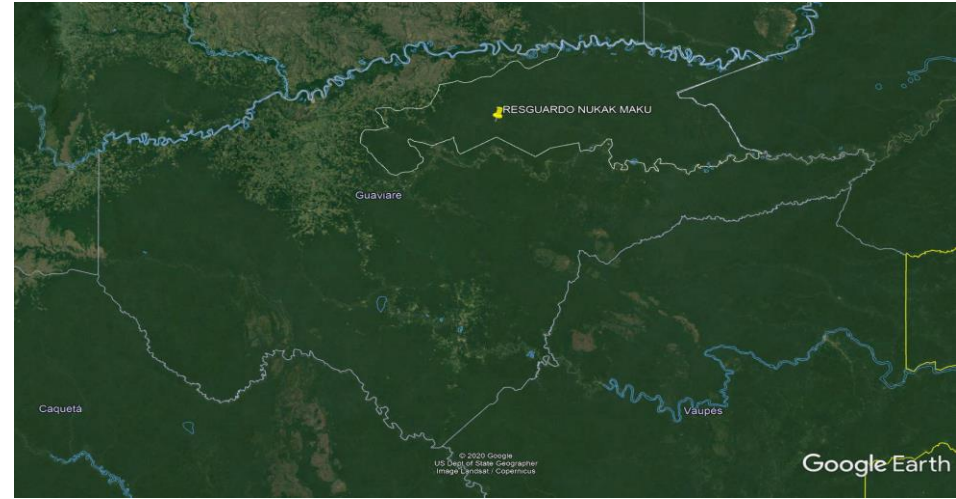 RESGUARDO NUKAK MAKU
Guaviare
Caquetá
Vaupés
© 2020 Google
US Dept of State Geographer
Image Landsat / Copernicus
Google Earth